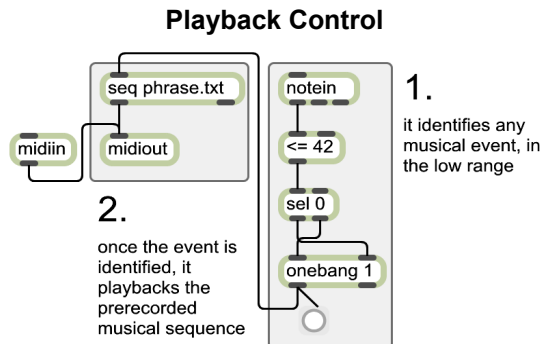 Playback Control
seq phrase.txt
midiin
midiout
2.
once the event is
identified, it
playbacks the
prerecorded
musical sequence
notein
<= 42
sel 0
onebang 1
1.
it identifies any
musical event, in
the low range